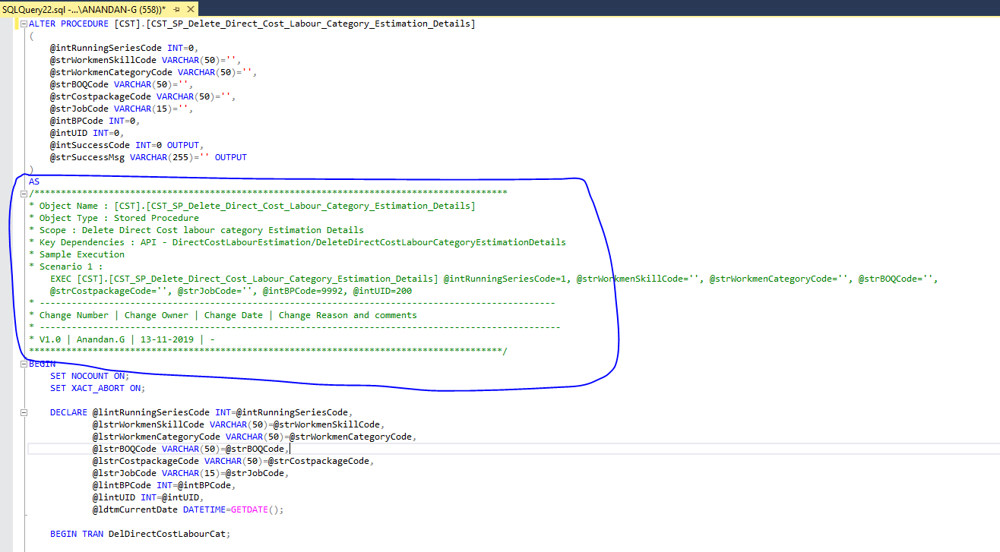 SQLQuery22.sql -...\ANANDAN-G (558))*
ALTER PROCEDURE [CST].[CST_SP_Delete_Direct_Cost_Labour_Category_Estimation_Details]
(
@intRunningSeriesCode INT=0,
@strWorkmenSkillCode VARCHAR(50)='',
@strWorkmenCategoryCode VARCHAR(50)='',
@strBOQCode VARCHAR(50)='',
@strCostpackageCode VARCHAR(50)='',
@strJobCode VARCHAR(15)='',
@intBPCode INT=0,
@intUID INT=0,
@intSuccessCode INT=0 OUTPUT,
@strSuccessMsg VARCHAR(255)='' OUTPUT
)
AS
/*****************************************************************************************
* Object Name : [CST].[CST_SP_Delete_Direct_Cost_Labour_Category_Estimation_Details]
* Object Type : Stored Procedure
* Scope : Delete Direct Cost labour category Estimation Details
* Key Dependencies : API - DirectCostLabourEstimation/DeleteDirectCostLabourCategoryEstimationDetails
* Sample Execution
* Scenario 1 :
EXEC [CST].[CST_SP_Delete_Direct_Cost_Labour_Category_Estimation_Details] @intRunningSeriesCode=1, @strWorkmenSkillCode='', @strWorkmenCategoryCode='', @strBOQCode='',
@strCostpackageCode='', @strJobCode='', @intBPCode=9992, @intUID=200
* -------------------------------------------------------------------------------------------------
* Change Number | Change Owner | Change Date | Change Reason and comments
* --------------------------------------------------------------------------------------------------
* V1.0 | Anandan.G | 13-11-2019 | -
*****************************************************************************************/
BEGIN
SET NOCOUNT ON;
SET XACT_ABORT ON;
DECLARE @lintRunningSeriesCode INT=@intRunningSeriesCode,
@lstrWorkmenSkillCode VARCHAR(50)=@strWorkmenSkillCode,
@lstrWorkmenCategoryCode VARCHAR(50)=@strWorkmenCategoryCode,
@lstrBOQCode VARCHAR(50)=@strBOQCode,
@lstrCostpackageCode VARCHAR(50)=@strCostpackageCode,
@lstrJobCode VARCHAR(15)=@strJobCode,
@lintBPCode INT=@intBPCode,
@lintUID INT=@intUID,
@ldtmCurrentDate DATETIME=GETDATE();
BEGIN TRAN DelDirectCostLabourCat;